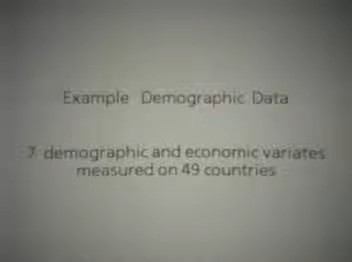 Example Demographic Data
7 demographic and economic variates
measured on 49 countries